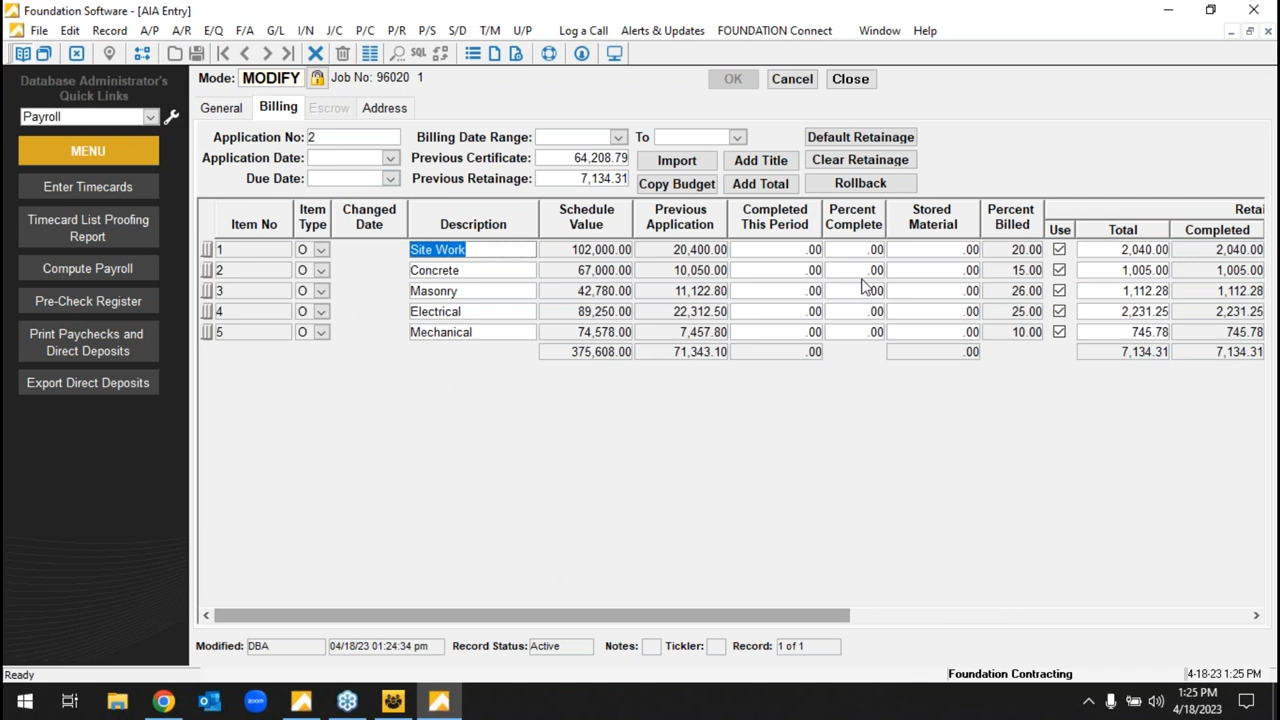 Foundation Software - [AIA Entry]
File Edit Record A/P A/R E/Q F/A G/L I/N J/C P/C P/R P/S S/D T/M U/P Log a Call Alerts & Updates FOUNDATION Connect Window Help
SQL
Database Administrator's
Quick Links
Payroll
MENU
Enter Timecards
Timecard List Proofing
Report
Compute Payroll
Pre-Check Register
Print Paychecks and
Direct Deposits
Export Direct Deposits
Mode: MODIFY Job No: 96020 1 OK Cancel Close
General Billing Escrow Address
Application No: 2 Billing Date Range: To Default Retainage
Application Date: Previous Certificate: 64,208.79 Import Add Title Clear Retainage
Due Date: Previous Retainage: 7,134.31 Copy Budget Add Total Rollback
Item No Item Type Changed Date Description Schedule Value Previous Application Completed This Period Percent Complete Stored Material Percent Billed Retai
Use Total Completed
1 O Site Work 102,000.00 20,400.00 .00 .00 .00 20.00 2,040.00 2,040.00
2 O Concrete 67,000.00 10,050.00 .00 .00 .00 15.00 1,005.00 1,005.00
3 O Masonry 42,780.00 11,122.80 .00 .00 .00 26.00 1,112.28 1,112.28
4 O Electrical 89,250.00 22,312.50 .00 .00 .00 25.00 2,231.25 2,231.25
5 O Mechanical 74,578.00 7,457.80 .00 .00 .00 10.00 745.78 745.78
375,608.00 71,343.10 .00 .00 7,134.31 7,134.31
Modified: DBA 04/18/23 01:24:34 pm Record Status: Active Notes: Tickler: Record: 1 of 1
Ready Foundation Contracting 4-18-23 1:25 PM
zoom
1:25 PM
4/18/2023